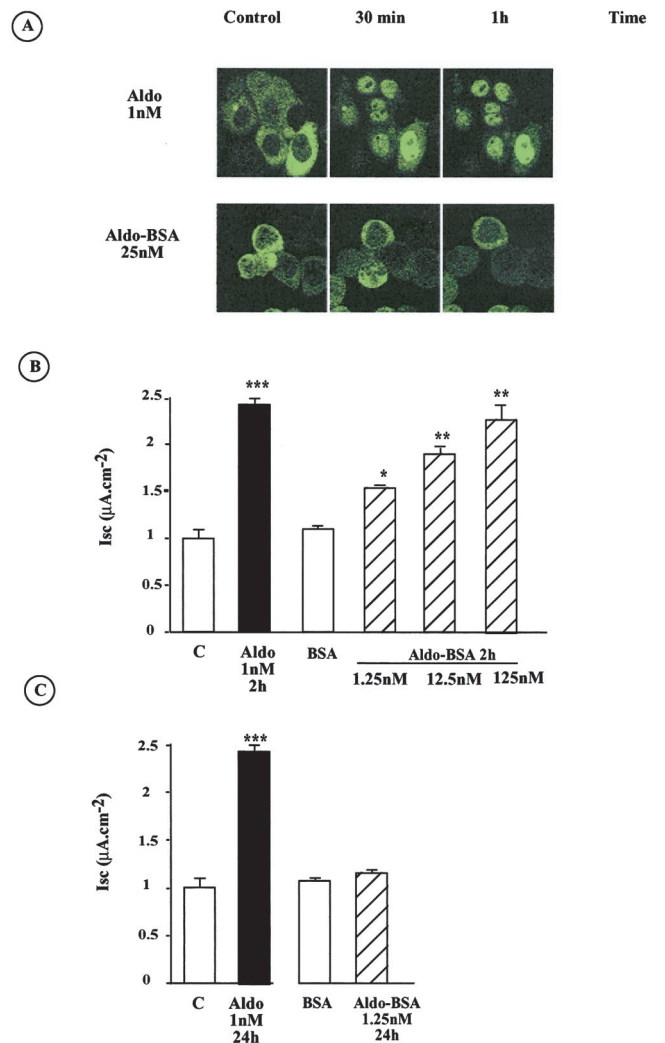 A
Control 30 min 1h Time
Aldo
1nM
Aldo-BSA
25nM
B
Isc (µA.cm-2)
2.5
2
1.5
1
0.5
0
***
*
**
**
C Aldo BSA Aldo-BSA 2h
1nM 1.25nM 12.5nM 125nM
2h
C
Isc (µA.cm-2)
2.5
2
1.5
1
0.5
0
***
C Aldo BSA Aldo-BSA
1nM 1.25nM
24h 24h